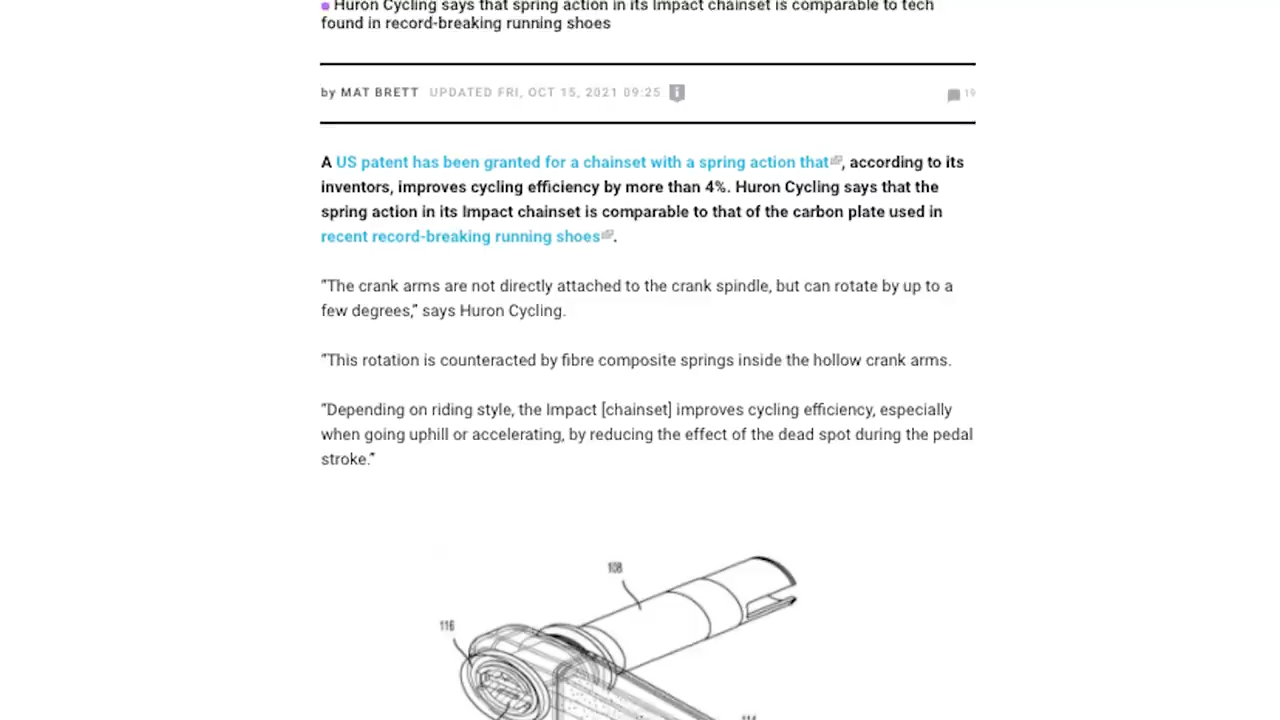 Huron Cycling says that spring action in its Impact chainset is comparable to tech
found in record-breaking running shoes
by MAT BRETT UPDATED FRI, OCT 15, 2021 09:25
19
A US patent has been granted for a chainset with a spring action that, according to its
inventors, improves cycling efficiency by more than 4%. Huron Cycling says that the
spring action in its Impact chainset is comparable to that of the carbon plate used in
recent record-breaking running shoes.
“The crank arms are not directly attached to the crank spindle, but can rotate by up to a
few degrees,” says Huron Cycling.
“This rotation is counteracted by fibre composite springs inside the hollow crank arms.
“Depending on riding style, the Impact [chainset] improves cycling efficiency, especially
when going uphill or accelerating, by reducing the effect of the dead spot during the pedal
stroke.”
108
116